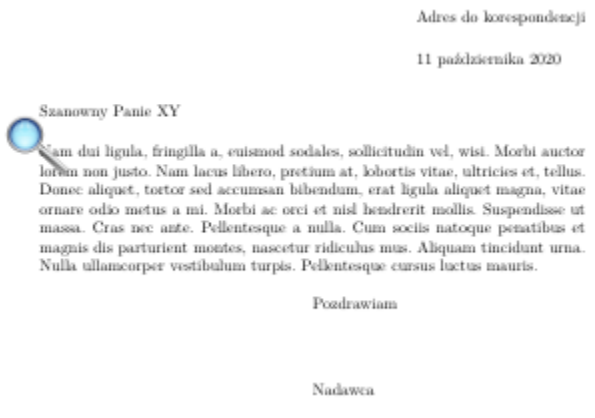 Adres do korespondencji
11 października 2020
Szanowny Panie XY
Nam dui ligula, fringilla a, euismod sodales, sollicitudin vel, wisi. Morbi auctor
lorem non justo. Nam lacus libero, pretium at, lobortis vitae, ultricies et, tellus.
Donec aliquet, tortor sed accumsan bibendum, erat ligula aliquet magna, vitae
ornare odio metus a mi. Morbi ac orci et nisl hendrerit mollis. Suspendisse ut
massa. Cras nec ante. Pellentesque a nulla. Cum sociis natoque penatibus et
magnis dis parturient montes, nascetur ridiculus mus. Aliquam tincidunt urna.
Nulla ullamcorper vestibulum turpis. Pellentesque cursus luctus mauris.
Pozdrawiam
Nadawca